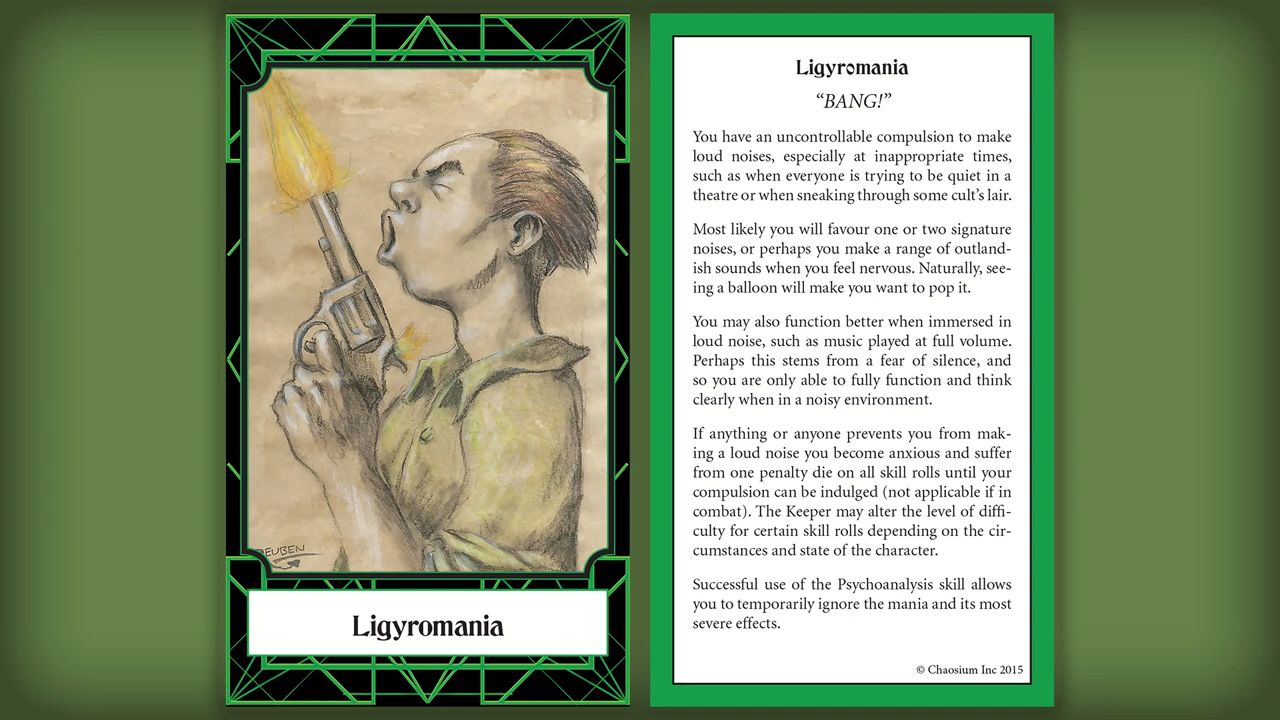 EUBEN
Ligyromania
Ligyromania
“BANG!”
You have an uncontrollable compulsion to make
loud noises, especially at inappropriate times,
such as when everyone is trying to be quiet in a
theatre or when sneaking through some cult’s lair.
Most likely you will favour one or two signature
noises, or perhaps you make a range of outland-
ish sounds when you feel nervous. Naturally, see-
ing a balloon will make you want to pop it.
You may also function better when immersed in
loud noise, such as music played at full volume.
Perhaps this stems from a fear of silence, and
so you are only able to fully function and think
clearly when in a noisy environment.
If anything or anyone prevents you from mak-
ing a loud noise you become anxious and suffer
from one penalty die on all skill rolls until your
compulsion can be indulged (not applicable if in
combat). The Keeper may alter the level of diffi-
culty for certain skill rolls depending on the cir-
cumstances and state of the character.
Successful use of the Psychoanalysis skill allows
you to temporarily ignore the mania and its most
severe effects.
© Chaosium Inc 2015